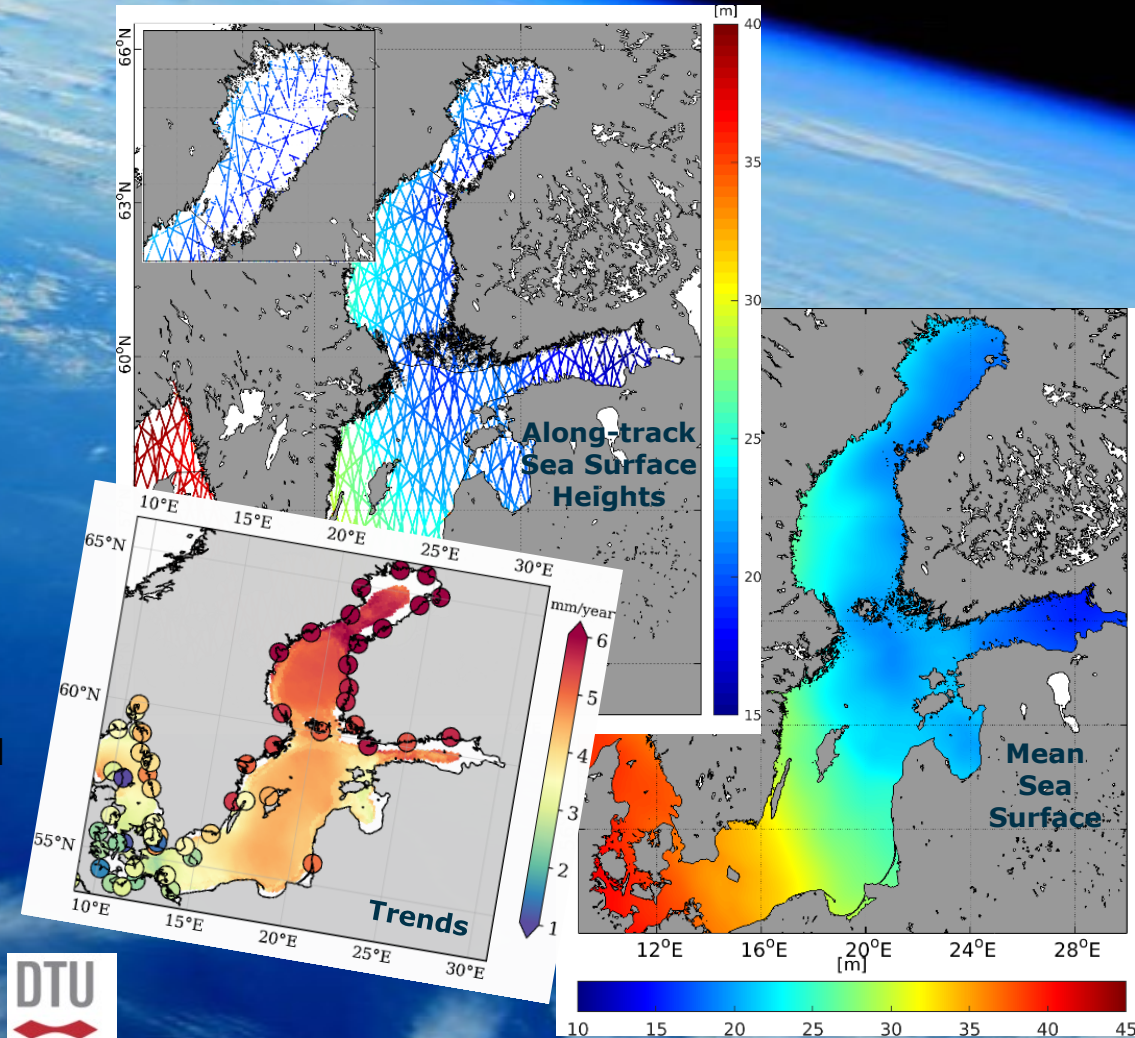 [m]
66°N
63°N
60°N
40
35
30
25
20
15
Along-track
Sea Surface
Heights
10°E
15°E
20°E
25°E
30°E
65°N
60°N
55°N
10°E
15°E
20°E
25°E
30°E
mm/year
6
5
4
3
2
1
Trends
Mean
Sea
Surface
12°E
16°E
20°E
24°E
28°E
[m]
10
15
20
25
30
35
40
45
DTU